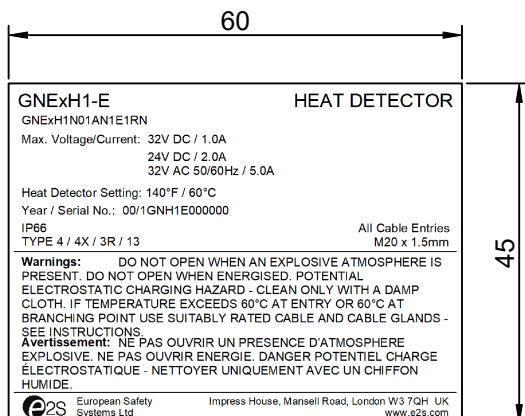 60
GNExH1-E HEAT DETECTOR
GNExH1N01AN1E1RN
Max. Voltage/Current: 32V DC / 1.0A
24V DC / 2.0A
32V AC 50/60Hz / 5.0A
Heat Detector Setting: 140°F / 60°C
Year / Serial No.: 00/1GNH1E000000
IP66 All Cable Entries
TYPE 4 / 4X / 3R / 13 M20 x 1.5mm
45
Warnings: DO NOT OPEN WHEN AN EXPLOSIVE ATMOSPHERE IS
PRESENT. DO NOT OPEN WHEN ENERGISED. POTENTIAL
ELECTROSTATIC CHARGING HAZARD - CLEAN ONLY WITH A DAMP
CLOTH. IF TEMPERATURE EXCEEDS 60°C AT ENTRY OR 60°C AT
BRANCHING POINT USE SUITABLY RATED CABLE AND CABLE GLANDS -
SEE INSTRUCTIONS.
Avertissement: NE PAS OUVRIR UN PRESENCE D'ATMOSPHERE
EXPLOSIVE. NE PAS OUVRIR ENERGIE. DANGER POTENTIEL CHARGE
ÉLECTROSTATIQUE - NETTOYER UNIQUEMENT AVEC UN CHIFFON
HUMIDE.
e2S European Safety Impress House, Mansell Road, London W3 7QH UK
Systems Ltd www.e2s.com